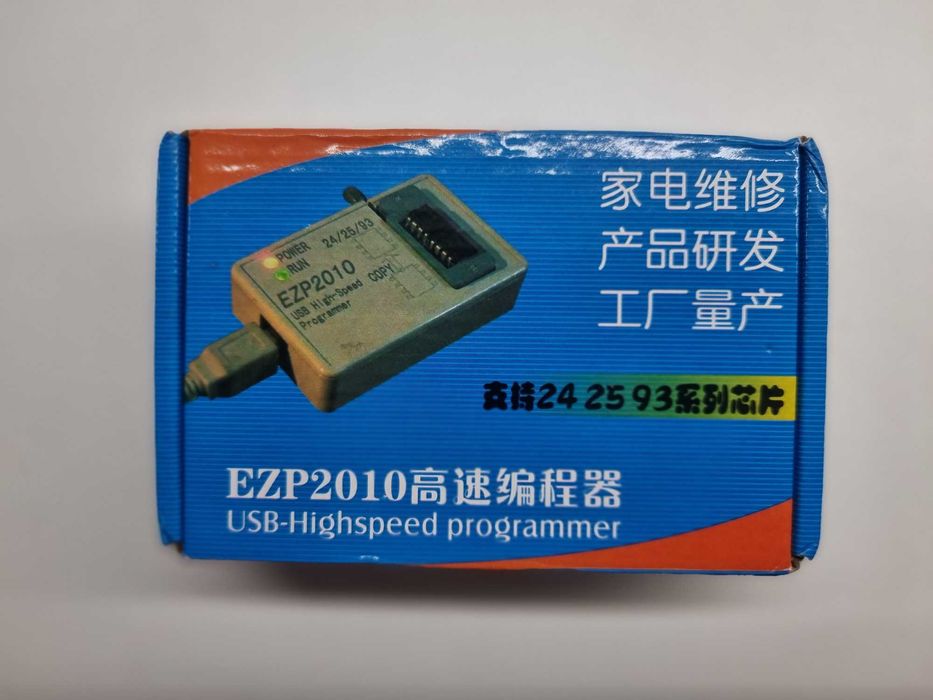 家电维修
产品研发
工厂量产
POWER
RUN
24/25/93
EZP2010
COPY
USB High-Speed
Programmer
支持24 25 93系列芯片
EZP2010高速编程器
USB-Highspeed programmer